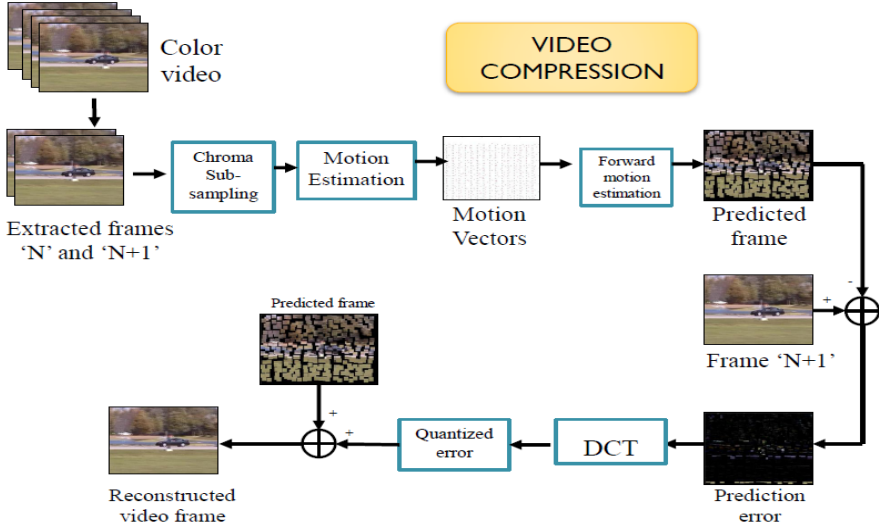 Color
video
VIDEO
COMPRESSION
Chroma
Sub-
sampling
Motion
Estimation
Forward
motion
estimation
Extracted frames
‘N’ and ‘N+1’
Motion
Vectors
Predicted
frame
-
+
Frame ‘N+1’
Predicted frame
+
+
Quantized
error
DCT
Reconstructed
video frame
Prediction
error